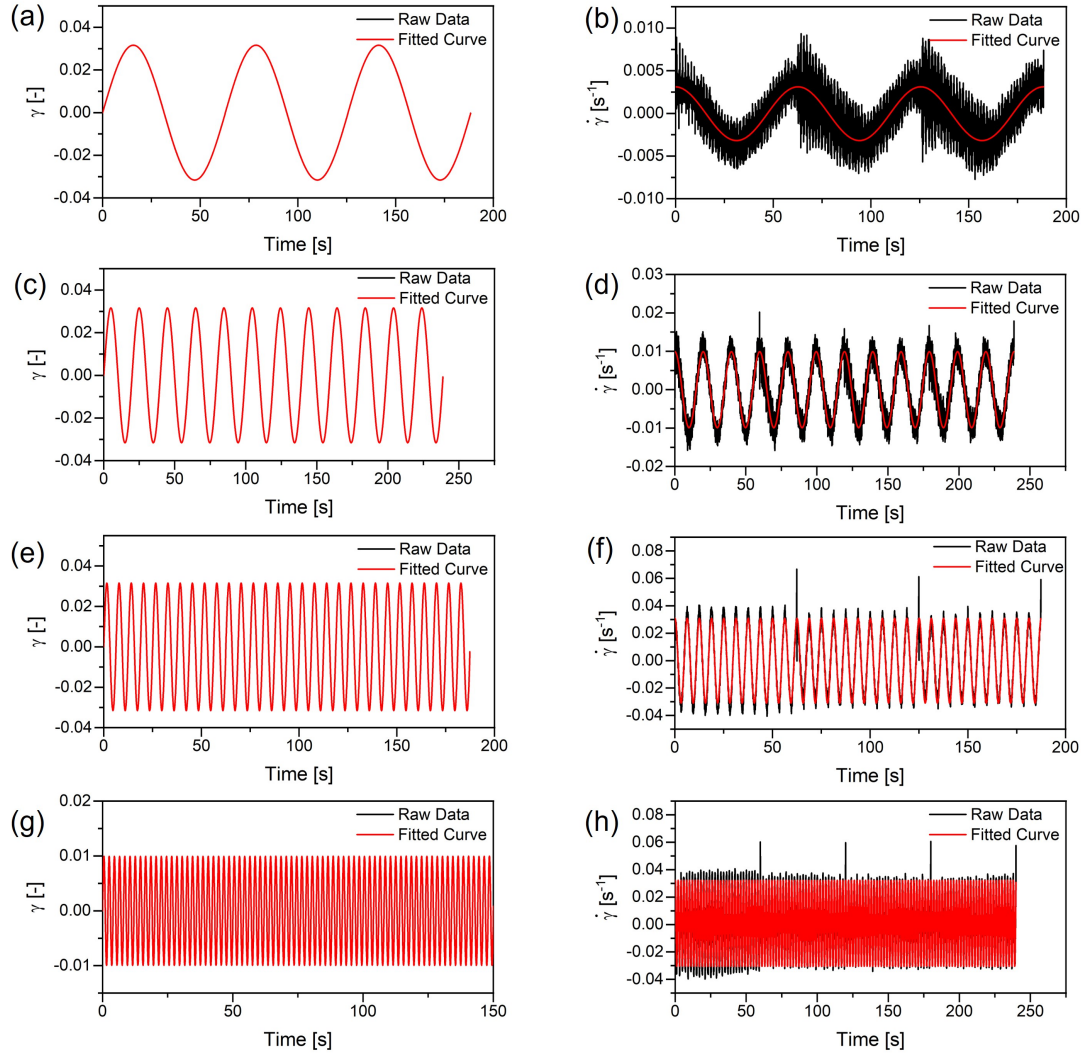 (a)
Raw Data
Fitted Curve
γ [-]
0.04
0.02
0.00
-0.02
-0.04
0 50 100 150 200
Time [s]
(b)
Raw Data
Fitted Curve
γ̇ [s⁻¹]
0.010
0.005
0.000
-0.005
-0.010
0 50 100 150 200
Time [s]
(c)
Raw Data
Fitted Curve
γ [-]
0.04
0.02
0.00
-0.02
-0.04
0 50 100 150 200 250
Time [s]
(d)
Raw Data
Fitted Curve
γ̇ [s⁻¹]
0.03
0.02
0.01
0.00
-0.01
-0.02
0 50 100 150 200 250
Time [s]
(e)
Raw Data
Fitted Curve
γ [-]
0.04
0.02
0.00
-0.02
-0.04
0 50 100 150 200
Time [s]
(f)
Raw Data
Fitted Curve
γ̇ [s⁻¹]
0.08
0.06
0.04
0.02
0.00
-0.02
-0.04
0 50 100 150 200
Time [s]
(g)
Raw Data
Fitted Curve
γ [-]
0.02
0.01
0.00
-0.01
0 50 100 150
Time [s]
(h)
Raw Data
Fitted Curve
γ̇ [s⁻¹]
0.08
0.06
0.04
0.02
0.00
-0.02
-0.04
0 50 100 150 200 250
Time [s]